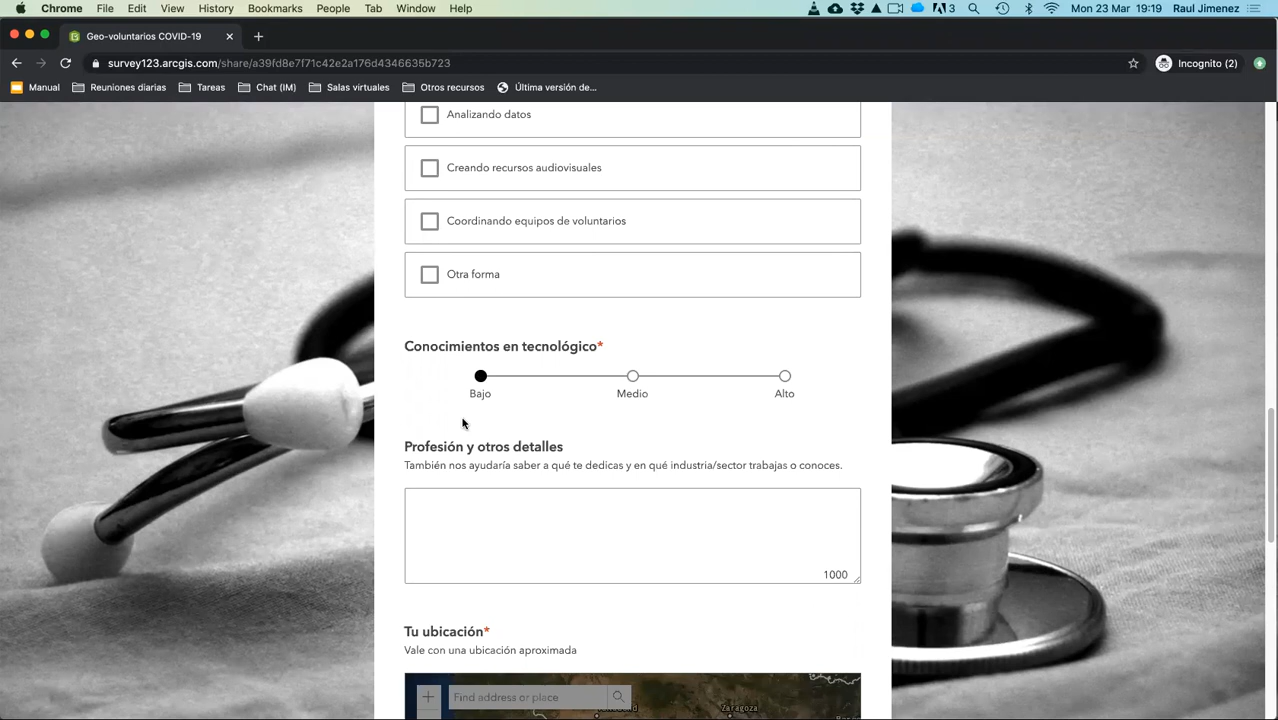 Chrome File Edit View History Bookmarks People Tab Window Help 3 Mon 23 Mar 19:19 Raul Jimenez
Geo-voluntarios COVID-19
survey123.arcgis.com/share/a39fd8e7f71c42e2a176d4346635b723 Incognito (2)
Manual Reuniones diarias Tareas Chat (IM) Salas virtuales Otros recursos Última versión de...
Analizando datos
Creando recursos audiovisuales
Coordinando equipos de voluntarios
Otra forma
Conocimientos en tecnológico*
Bajo Medio Alto
Profesión y otros detalles
También nos ayudaría saber a qué te dedicas y en qué industria/sector trabajas o conoces.
1000
Tu ubicación*
Vale con una ubicación aproximada
Find address or place
Zaragoza